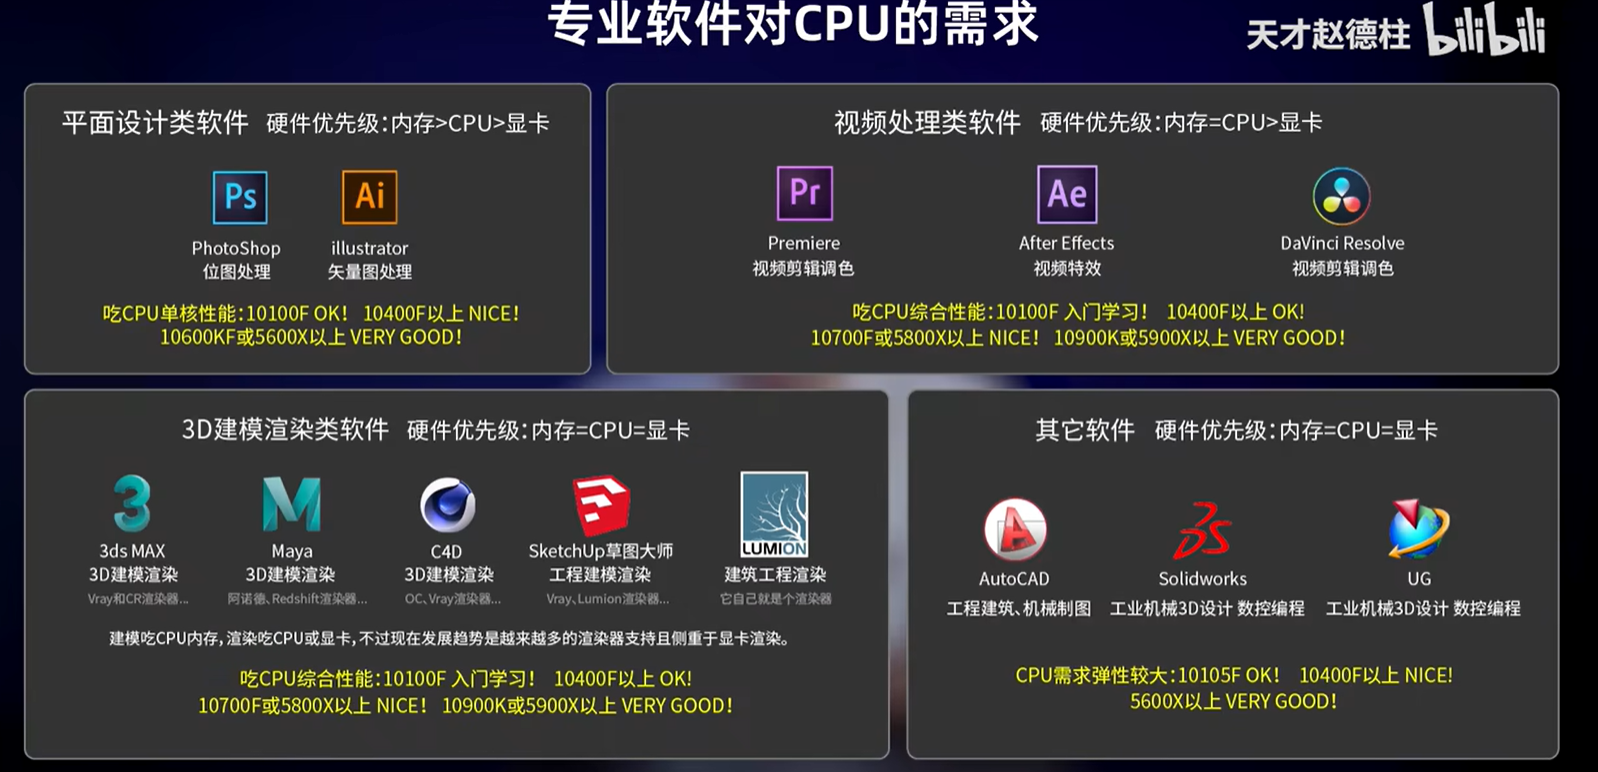 专业软件对CPU的需求
天才赵德柱 bilibili
平面设计类软件 硬件优先级:内存>CPU>显卡
Ps
Ai
PhotoShop
位图处理
illustrator
矢量图处理
吃CPU单核性能:10100F OK! 10400F以上 NICE!
10600KF或5600X以上 VERY GOOD!
视频处理类软件 硬件优先级:内存=CPU>显卡
Pr
Ae
Premiere
视频剪辑调色
After Effects
视频特效
DaVinci Resolve
视频剪辑调色
吃CPU综合性能:10100F 入门学习! 10400F以上 OK!
10700F或5800X以上 NICE! 10900K或5900X以上 VERY GOOD!
3D建模渲染类软件 硬件优先级:内存=CPU=显卡
3ds MAX
3D建模渲染
Vray和CR渲染器...
Maya
3D建模渲染
阿诺德、Redshift渲染器...
C4D
3D建模渲染
OC、Vray渲染器...
SketchUp草图大师
工程建模渲染
Vray、Lumion渲染器...
LUMION
建筑工程渲染
它自己就是个渲染器
建模吃CPU内存,渲染吃CPU或显卡,不过现在发展趋势是越来越多的渲染器支持且侧重于显卡渲染。
吃CPU综合性能:10100F 入门学习! 10400F以上 OK!
10700F或5800X以上 NICE! 10900K或5900X以上 VERY GOOD!
其它软件 硬件优先级:内存=CPU=显卡
AutoCAD
工程建筑、机械制图
Solidworks
工业机械3D设计 数控编程
UG
工业机械3D设计 数控编程
CPU需求弹性较大:10105F OK! 10400F以上 NICE!
5600X以上 VERY GOOD!